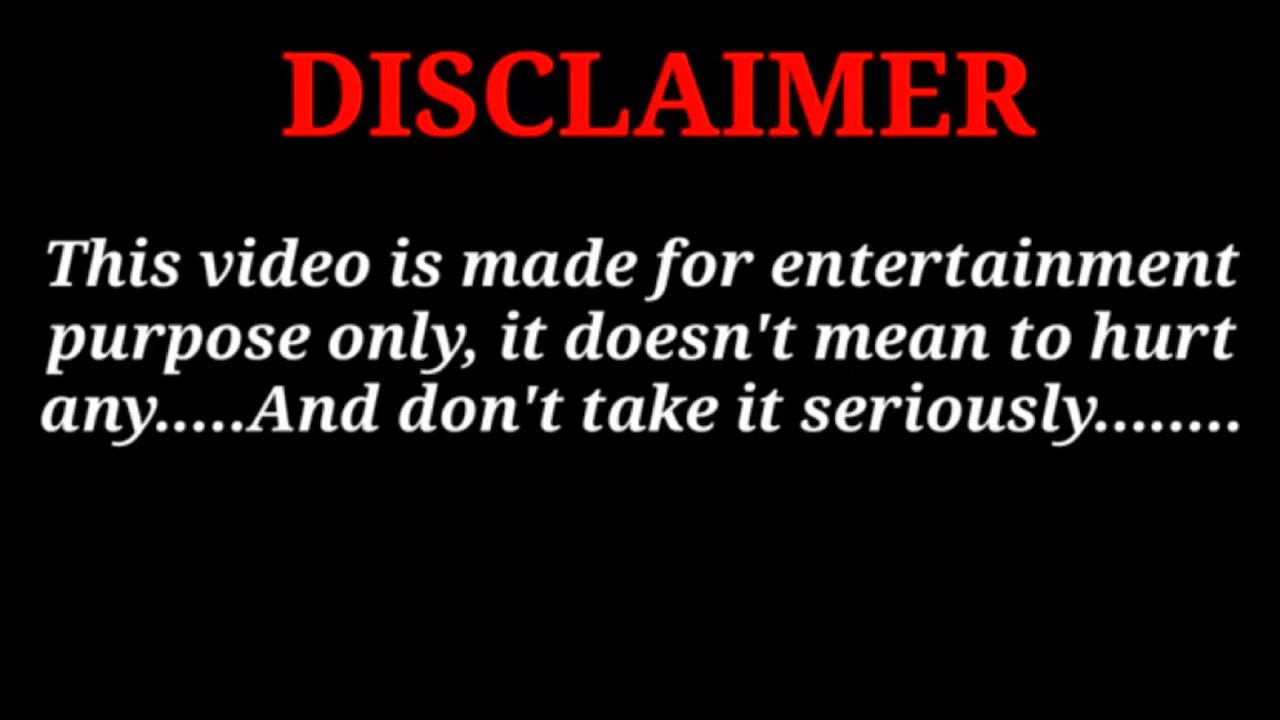 DISCLAIMER
This video is made for entertainment
purpose only, it doesn't mean to hurt
any.....And don't take it seriously........